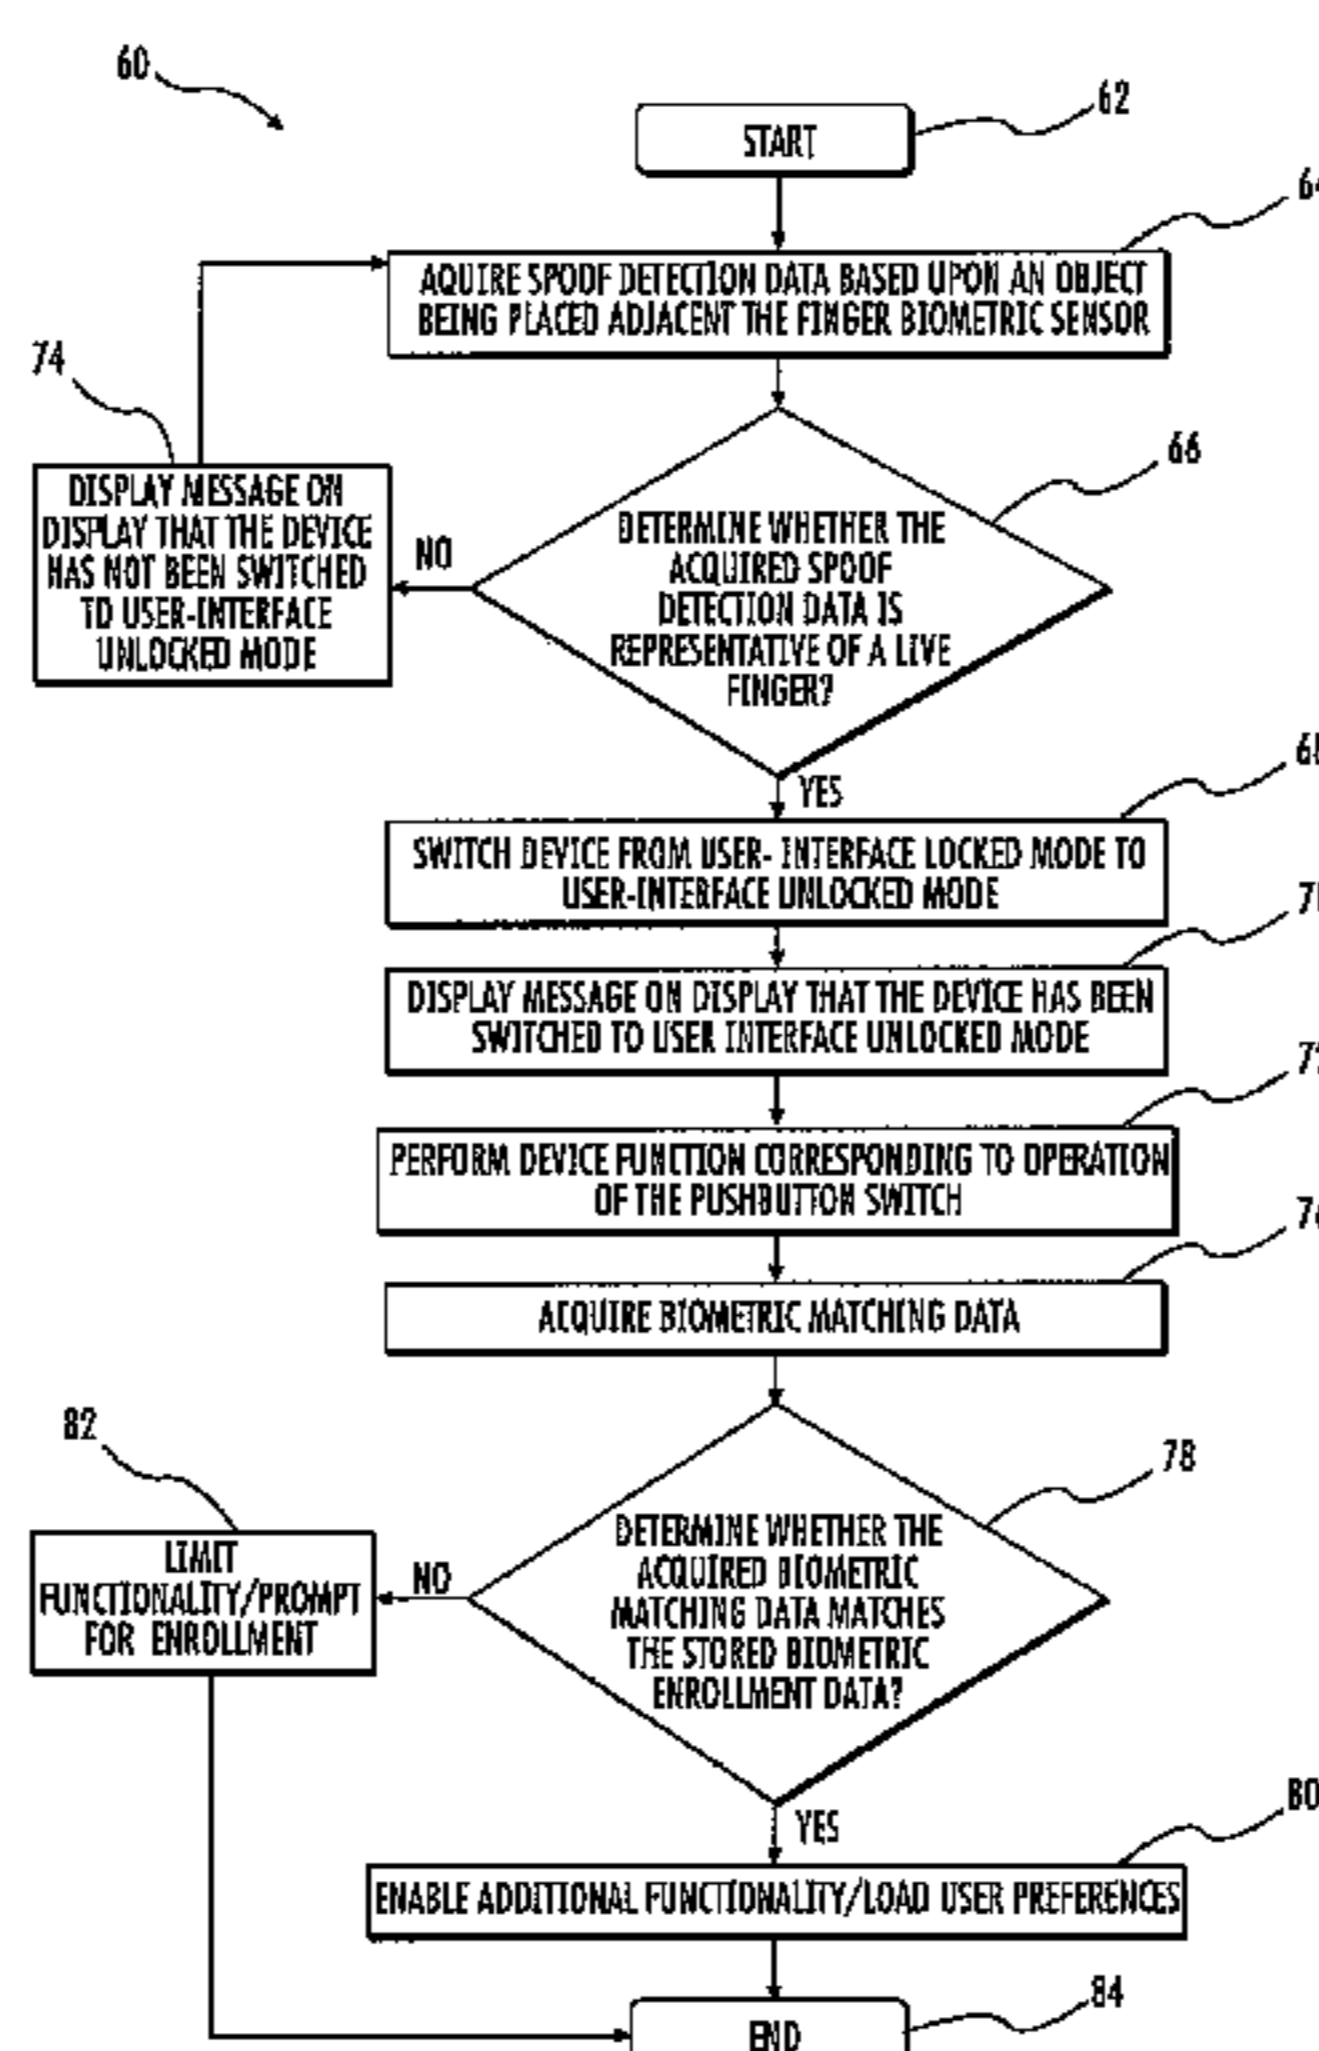 60
62
START
64
AQUIRE SPOOF DETECTION DATA BASED UPON AN OBJECT
BEING PLACED ADJACENT THE FINGER BIOMETRIC SENSOR
74
66
DISPLAY MESSAGE ON
DISPLAY THAT THE DEVICE
HAS NOT BEEN SWITCHED
TO USER-INTERFACE
UNLOCKED MODE
NO
DETERMINE WHETHER THE
ACQUIRED SPOOF
DETECTION DATA IS
REPRESENTATIVE OF A LIVE
FINGER?
YES
SWITCH DEVICE FROM USER- INTERFACE LOCKED MODE TO
USER-INTERFACE UNLOCKED MODE
DISPLAY MESSAGE ON DISPLAY THAT THE DEVICE HAS BEEN
SWITCHED TO USER INTERFACE UNLOCKED MODE
PERFORM DEVICE FUNCTION CORRESPONDING TO OPERATION
OF THE PUSHBUTTON SWITCH
ACQUIRE BIOMETRIC MATCHING DATA
82
78
LIMIT
FUNCTIONALITY/PROMPT
FOR ENROLLMENT
NO
DETERMINE WHETHER THE
ACQUIRED BIOMETRIC
MATCHING DATA MATCHES
THE STORED BIOMETRIC
ENROLLMENT DATA?
YES
80
ENABLE ADDITIONAL FUNCTIONALITY/LOAD USER PREFERENCES
84
END